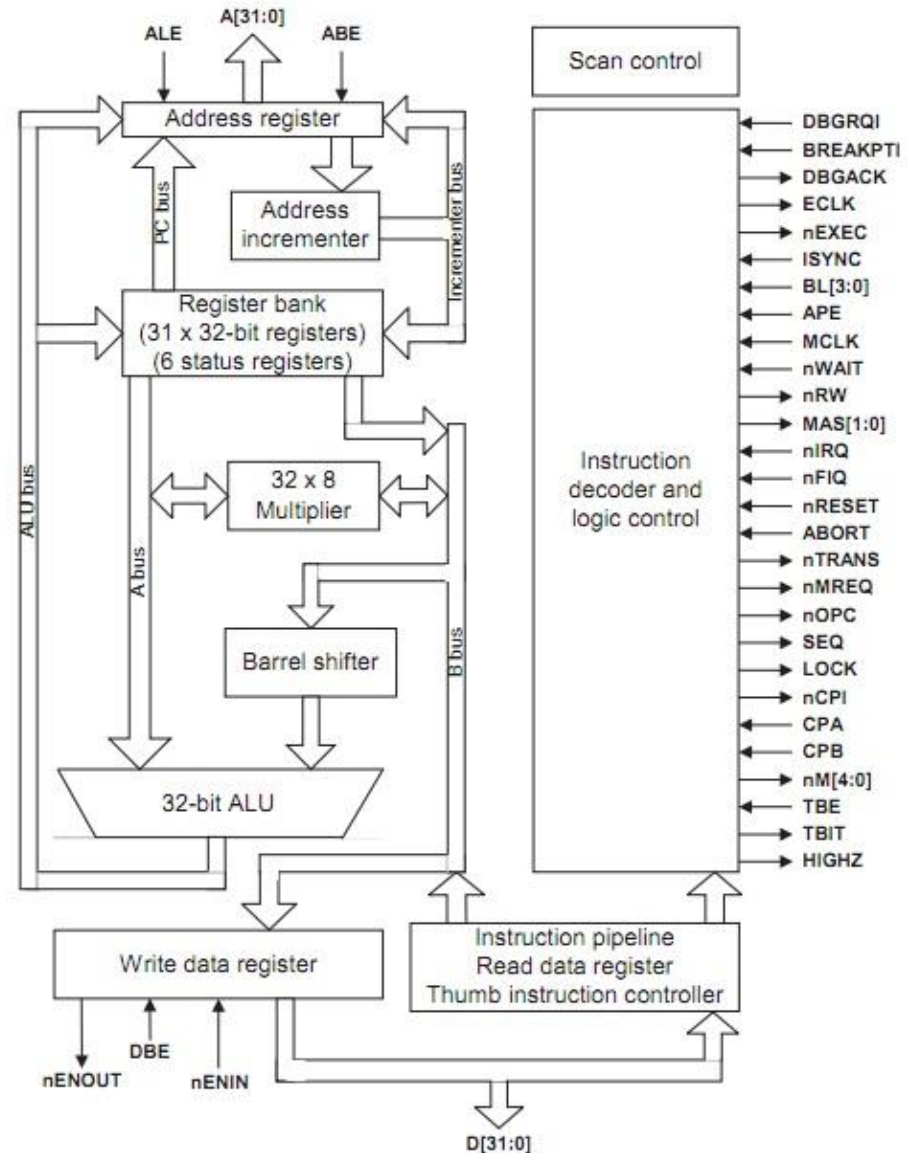 A[31:0]
ALE
ABE
Scan control
Address register
DBGRQI
BREAKPTI
DBGACK
ECLK
nEXEC
ISYNC
BL[3:0]
APE
MCLK
nWAIT
nRW
MAS[1:0]
nIRQ
nFIQ
nRESET
ABORT
nTRANS
nMREQ
nOPC
SEQ
LOCK
nCPI
CPA
CPB
nM[4:0]
TBE
TBIT
HIGHZ
PC bus
Address
incrementer
Incrementer bus
Register bank
(31 x 32-bit registers)
(6 status registers)
Instruction
decoder and
logic control
ALU bus
A bus
32 x 8
Multiplier
B bus
Barrel shifter
32-bit ALU
Write data register
Instruction pipeline
Read data register
Thumb instruction controller
nENOUT
DBE
nENIN
D[31:0]